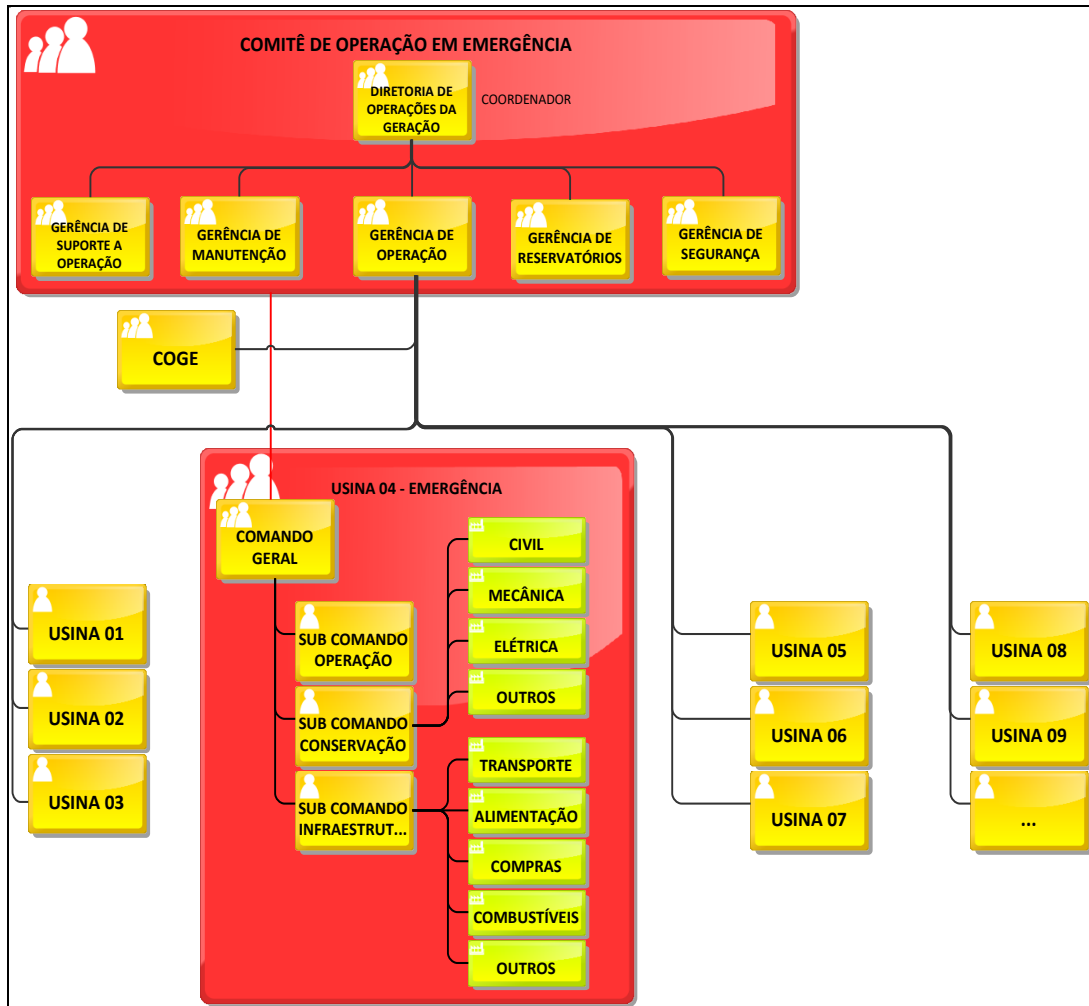 COMITÊ DE OPERAÇÃO EM EMERGÊNCIA
DIRETORIA DE
OPERAÇÕES DA
GERAÇÃO
COORDENADOR
GERÊNCIA DE
SUPORTE A
OPERAÇÃO
GERÊNCIA DE
MANUTENÇÃO
GERÊNCIA DE
OPERAÇÃO
GERÊNCIA DE
RESERVATÓRIOS
GERÊNCIA DE
SEGURANÇA
COGE
USINA 04 - EMERGÊNCIA
COMANDO
GERAL
SUB COMANDO
OPERAÇÃO
SUB COMANDO
CONSERVAÇÃO
SUB COMANDO
INFRAESTRUT...
CIVIL
MECÂNICA
ELÉTRICA
OUTROS
TRANSPORTE
ALIMENTAÇÃO
COMPRAS
COMBUSTÍVEIS
OUTROS
USINA 01
USINA 02
USINA 03
USINA 05
USINA 06
USINA 07
USINA 08
USINA 09
...